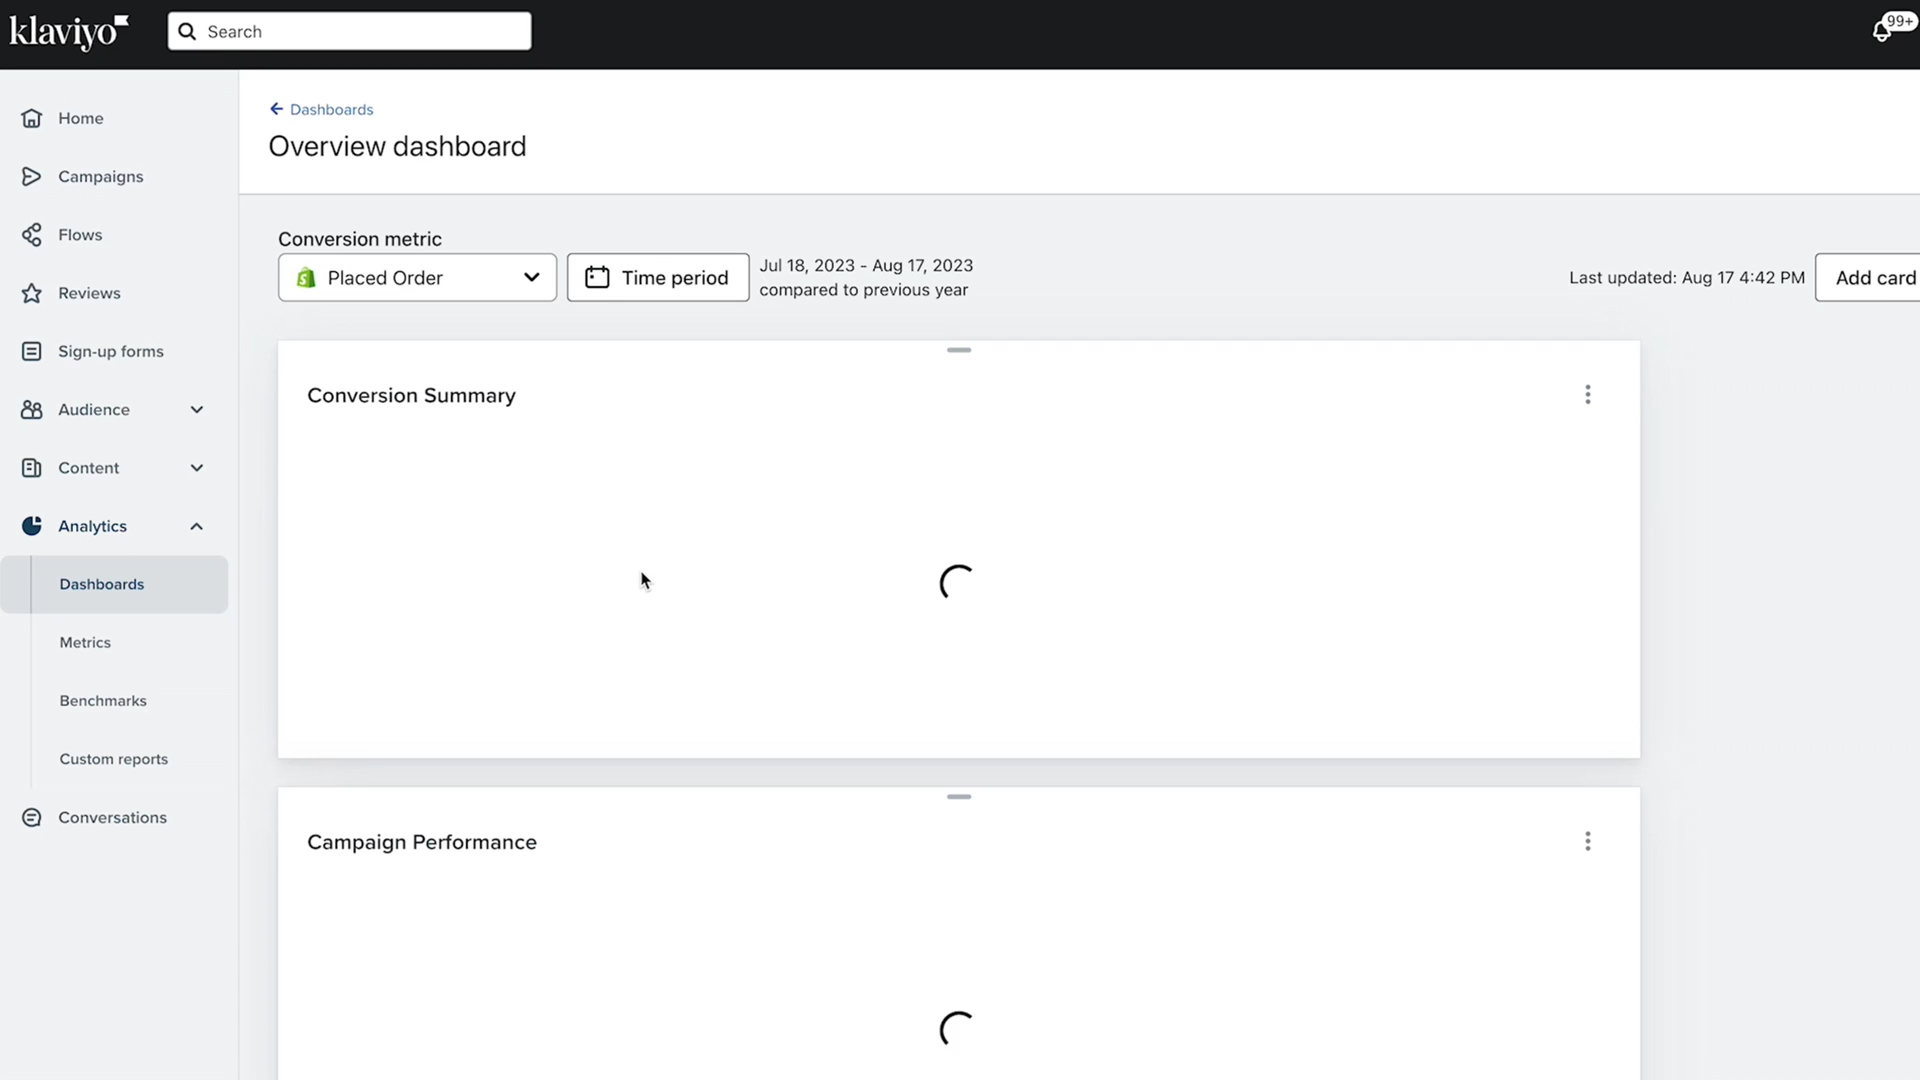 klaviyo
Search
99+
Home
Campaigns
Flows
Reviews
Sign-up forms
Audience
Content
Analytics
Dashboards
Metrics
Benchmarks
Custom reports
Conversations
Dashboards
Overview dashboard
Conversion metric
Placed Order
Time period
Jul 18, 2023 - Aug 17, 2023
compared to previous year
Last updated: Aug 17 4:42 PM
Add card
Conversion Summary
Campaign Performance